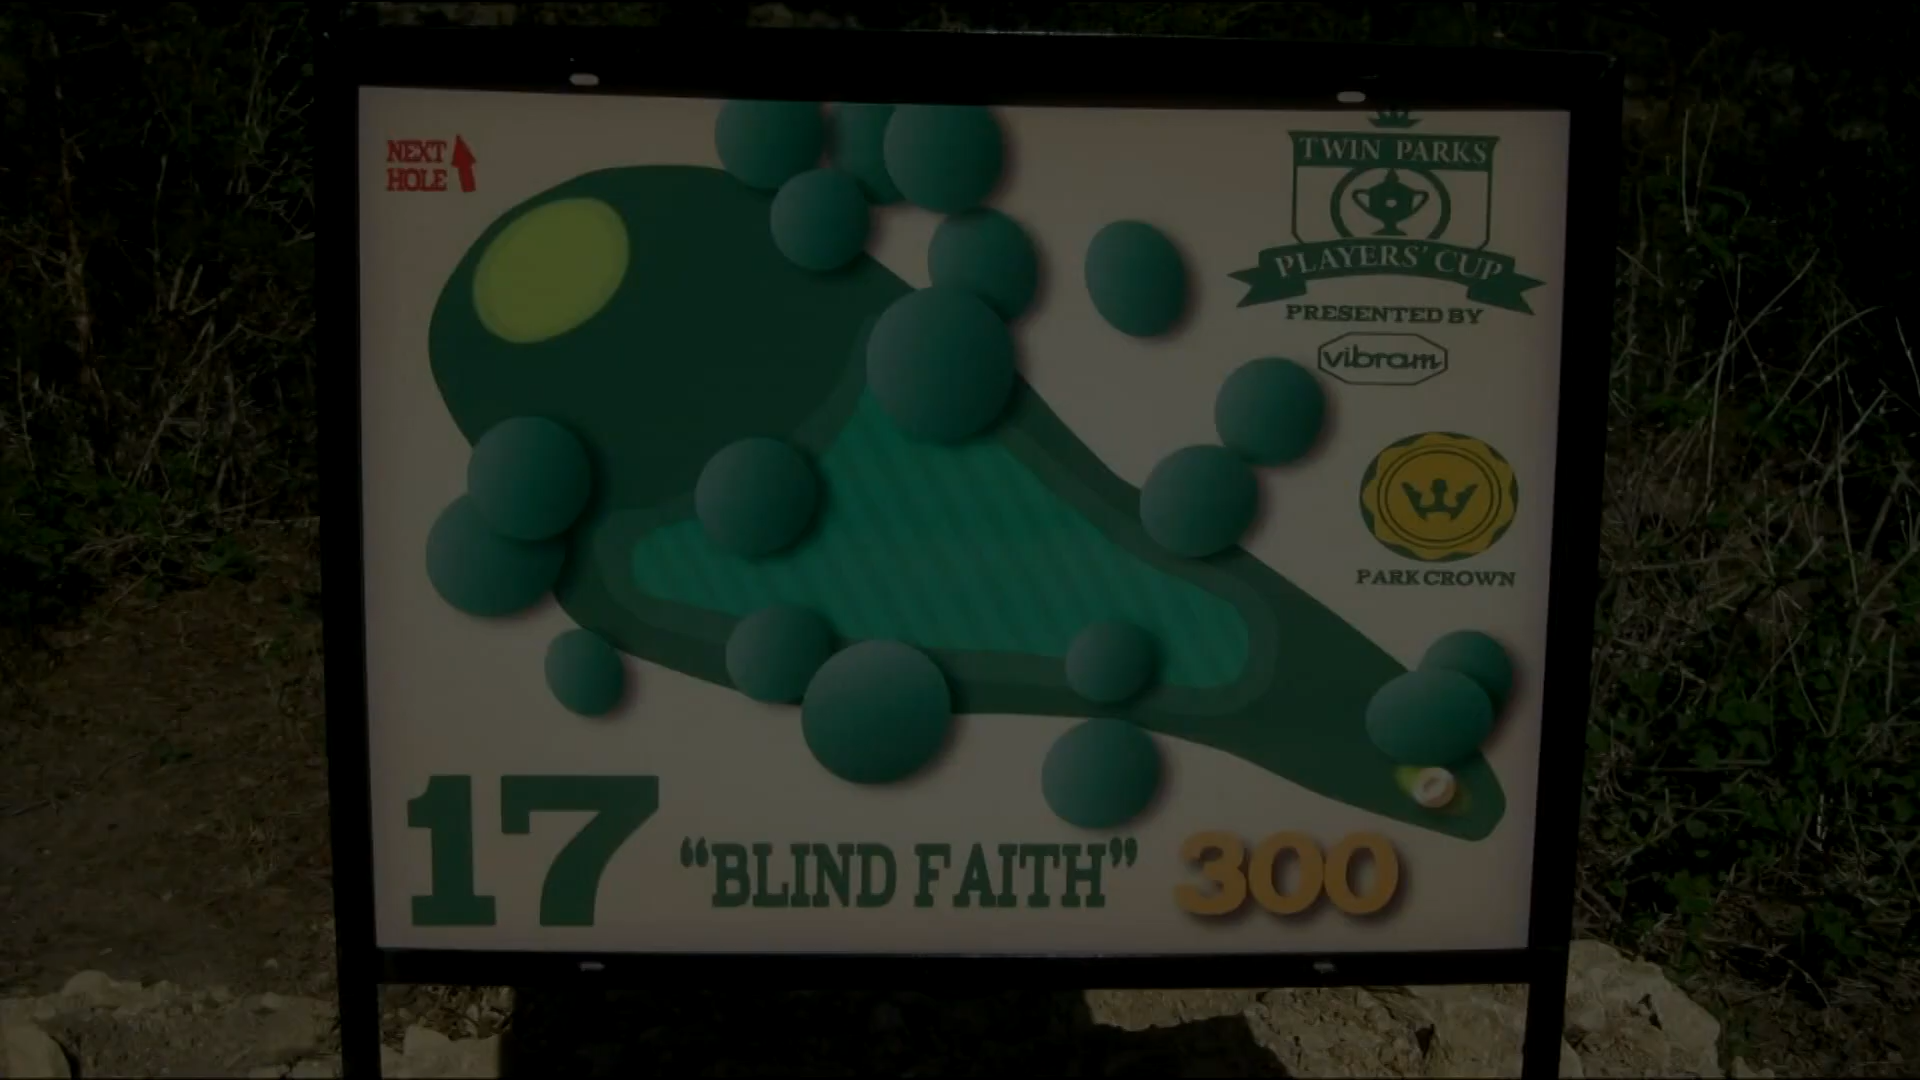 NEXT
HOLE
TWIN PARKS
PLAYERS' CUP
PRESENTED BY
vibram
PARK CROWN
17 "BLIND FAITH" 300